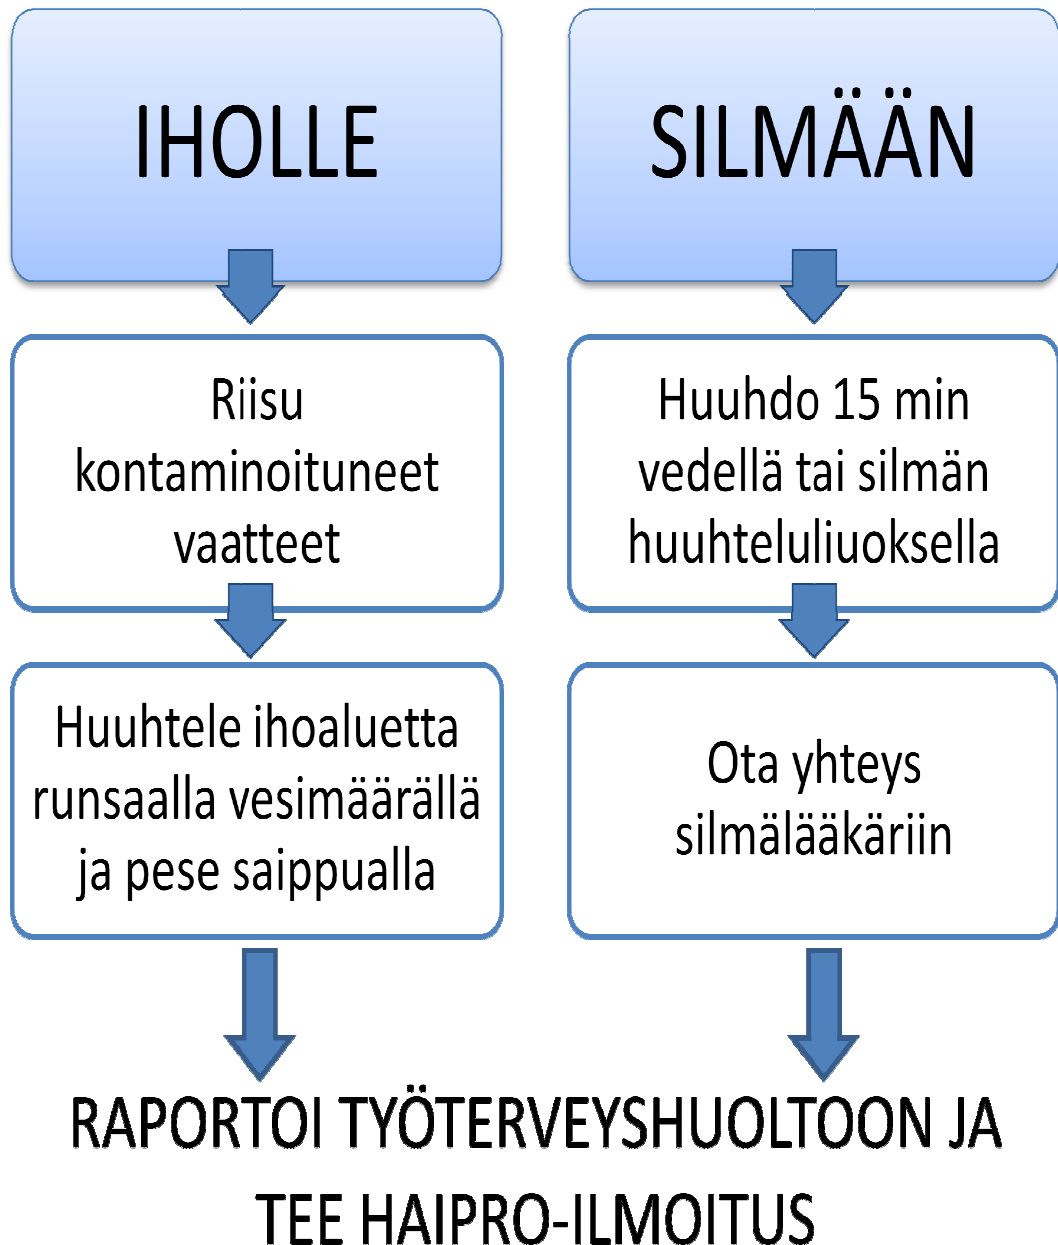 IHOLLE
Riisu
kontaminoituneet
vaatteet
Huuhtele ihoaluetta
runsaalla vesimäärällä
ja pese saippualla
SILMÄÄN
Huuhdo 15 min
vedellä tai silmän
huuhteluliuoksella
Ota yhteys
silmälääkäriin
RAPORTOI TYÖTERVEYSHUOLTOON JA
TEE HAIPRO-ILMOITUS